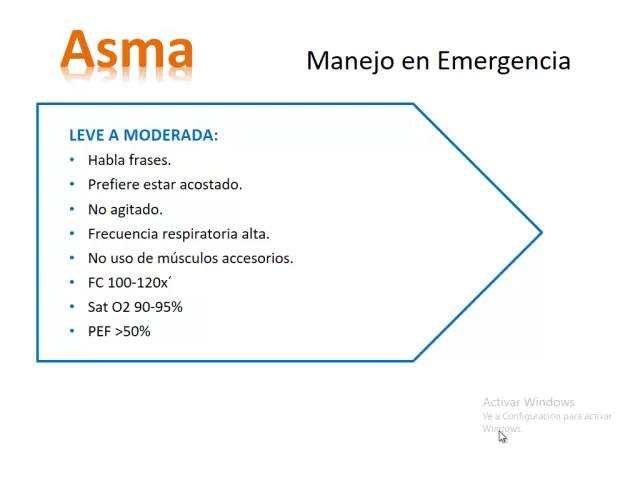 Asma
Manejo en Emergencia
LEVE A MODERADA:
• Habla frases.
• Prefiere estar acostado.
• No agitado.
• Frecuencia respiratoria alta.
• No uso de músculos accesorios.
• FC 100-120x´
• Sat O2 90-95%
• PEF >50%
Activar Windows
Ve a Configuración para activar
Windows.